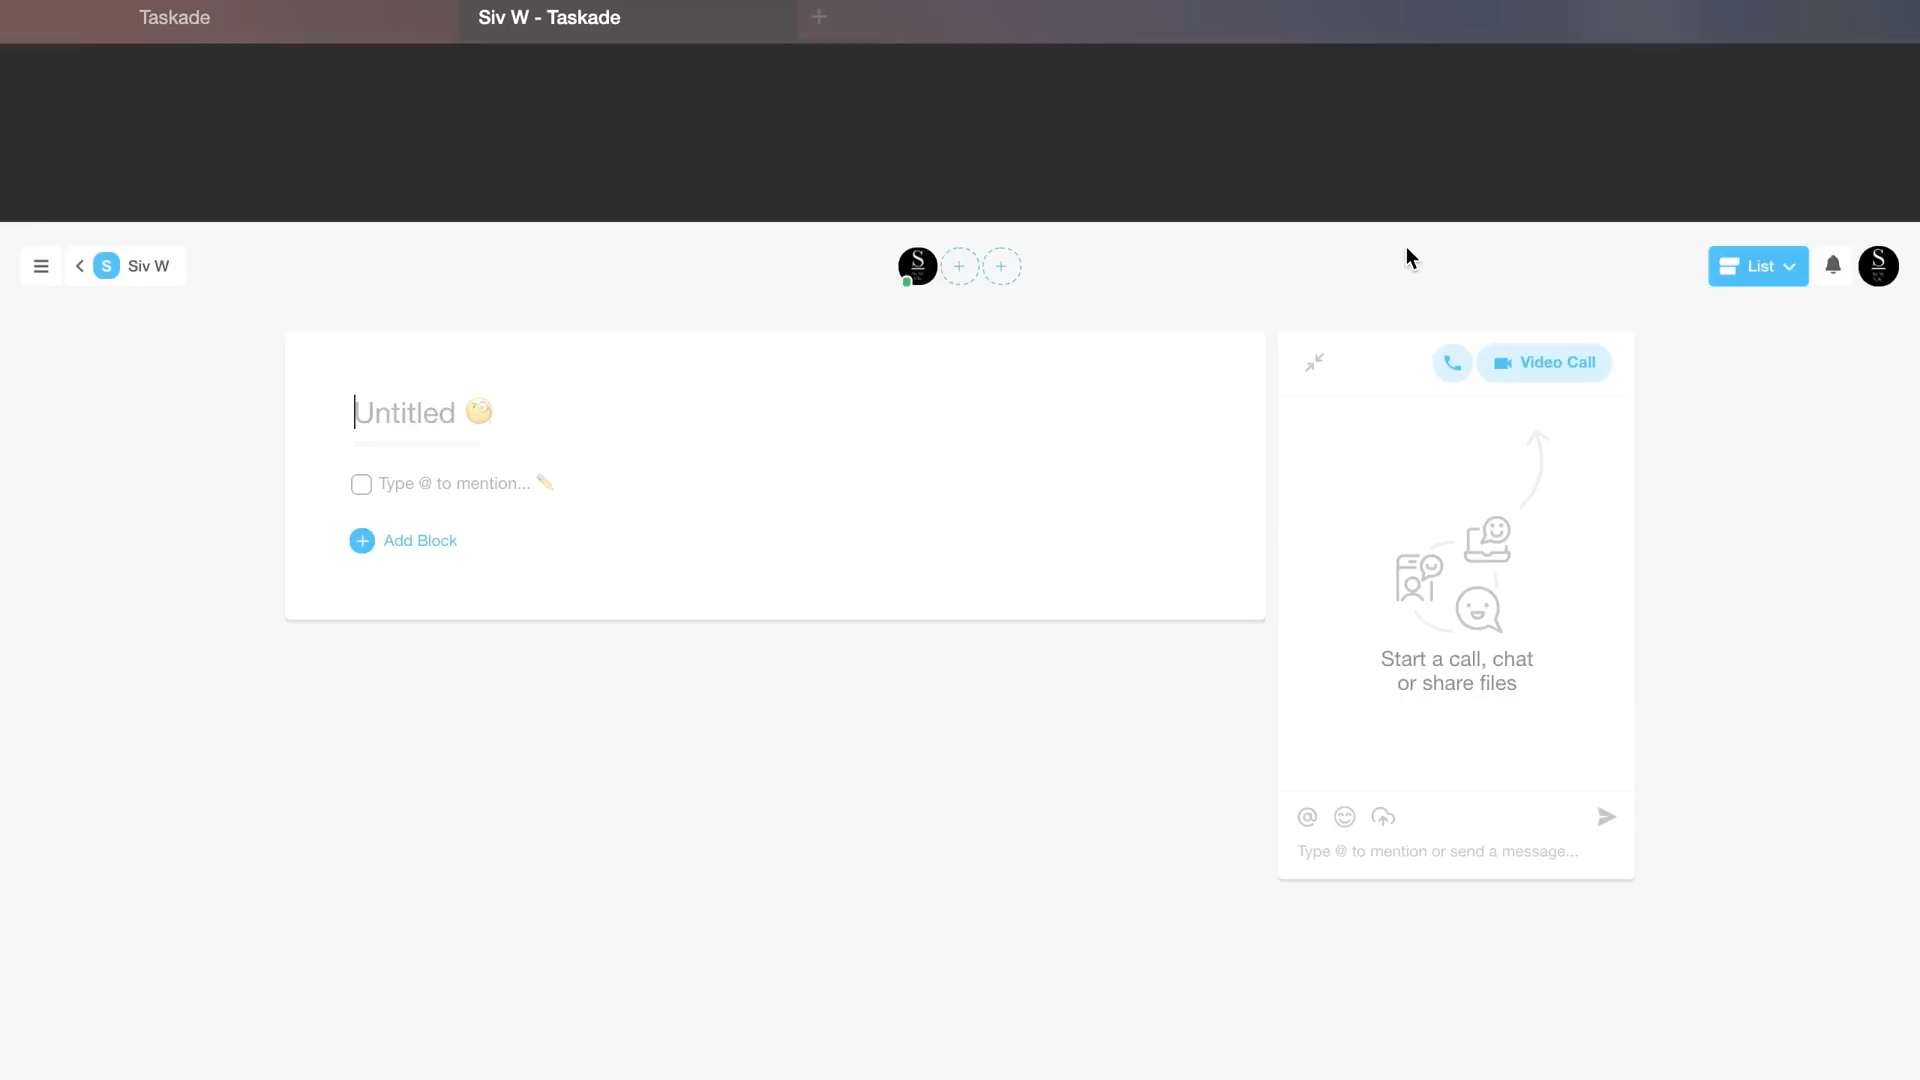 Taskade
Siv W - Taskade
S Siv W
S
List
S
Untitled
Type @ to mention...
Add Block
Video Call
Start a call, chat
or share files
Type @ to mention or send a message...